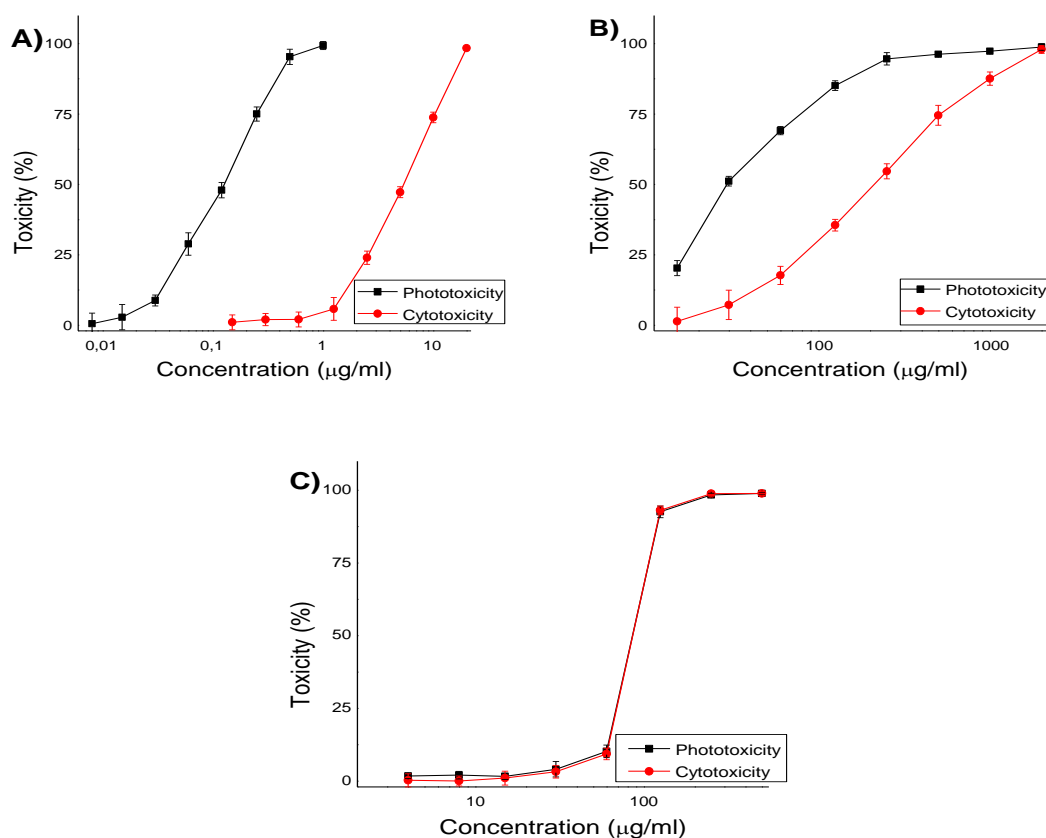 A)
100
75
50
25
0
Toxicity (%)
Phototoxicity
Cytotoxicity
0,01 0,1 1 10
Concentration (μg/ml)
B)
100
75
50
25
0
Toxicity (%)
Phototoxicity
Cytotoxicity
100 1000
Concentration (μg/ml)
C)
100
75
50
25
0
Toxicity (%)
Phototoxicity
Cytotoxicity
10 100
Concentration (μg/ml)